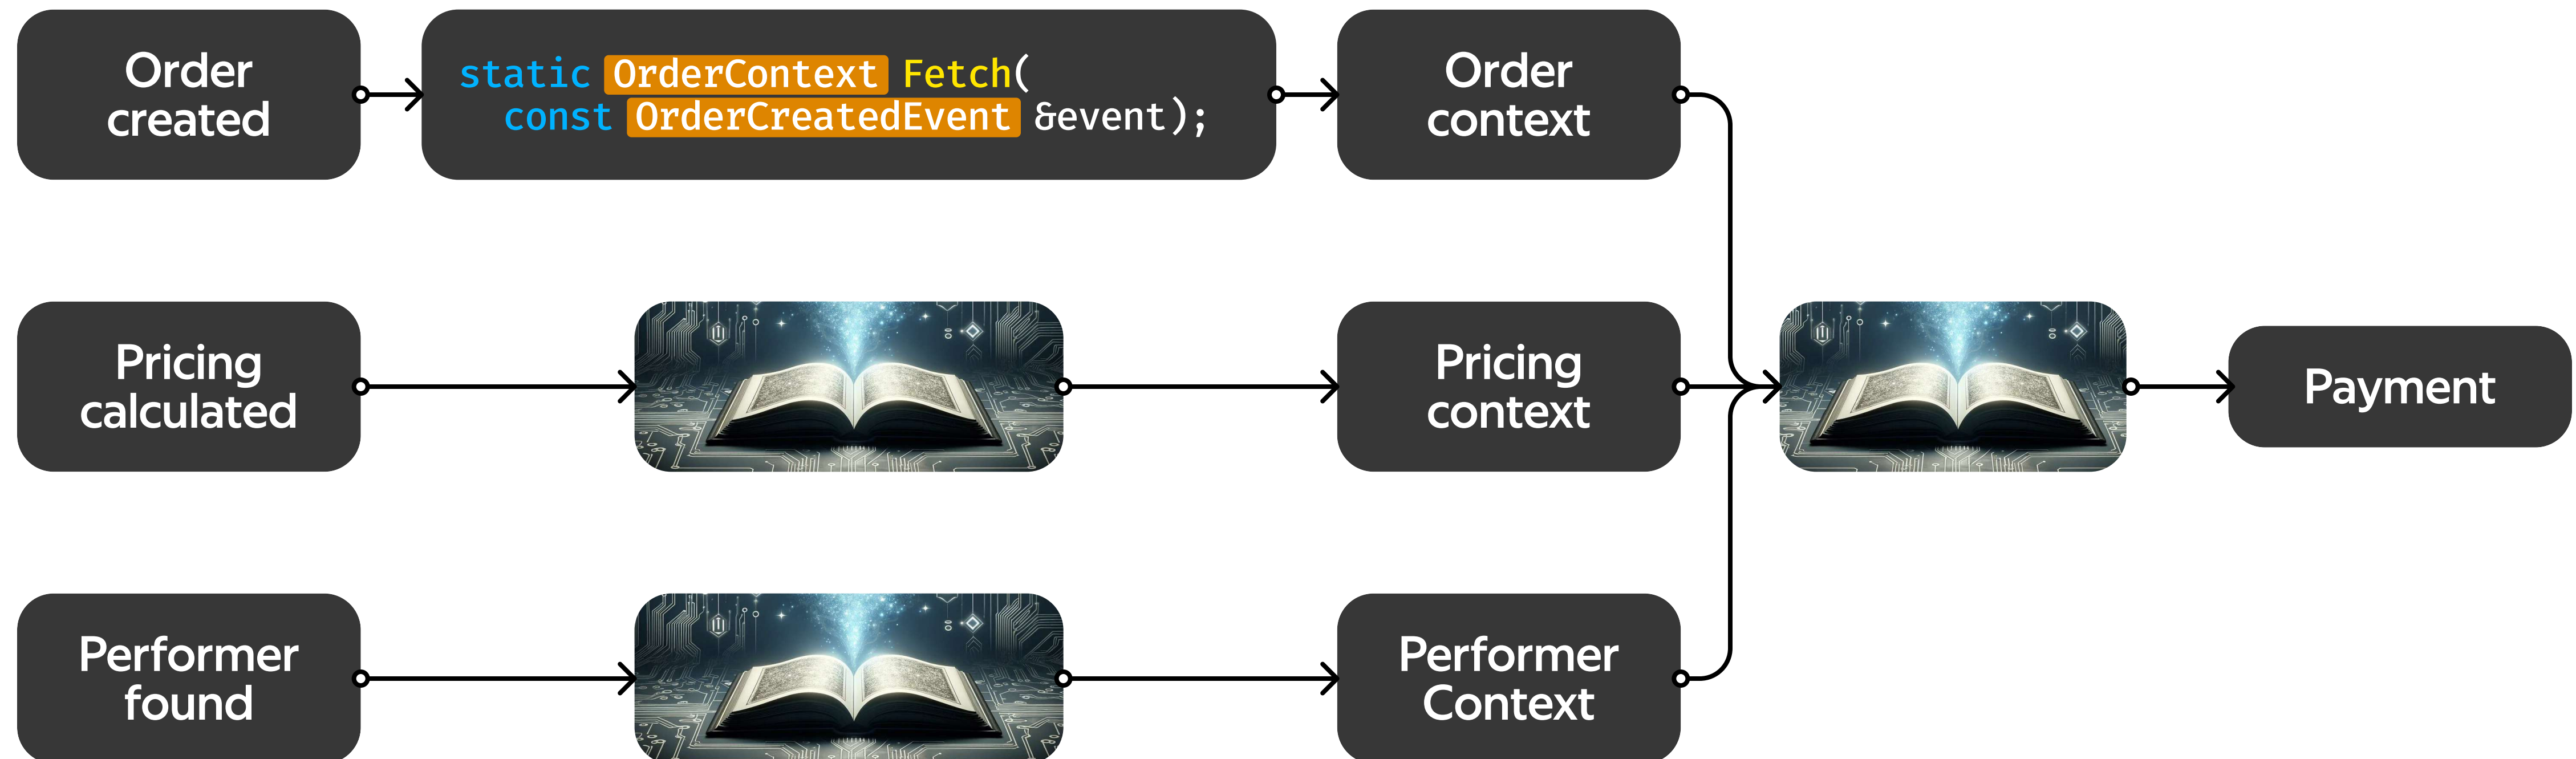 Order
created
static OrderContext Fetch(
const OrderCreatedEvent &event);
Order
context
Pricing
calculated
Pricing
context
Payment
Performer
found
Performer
Context